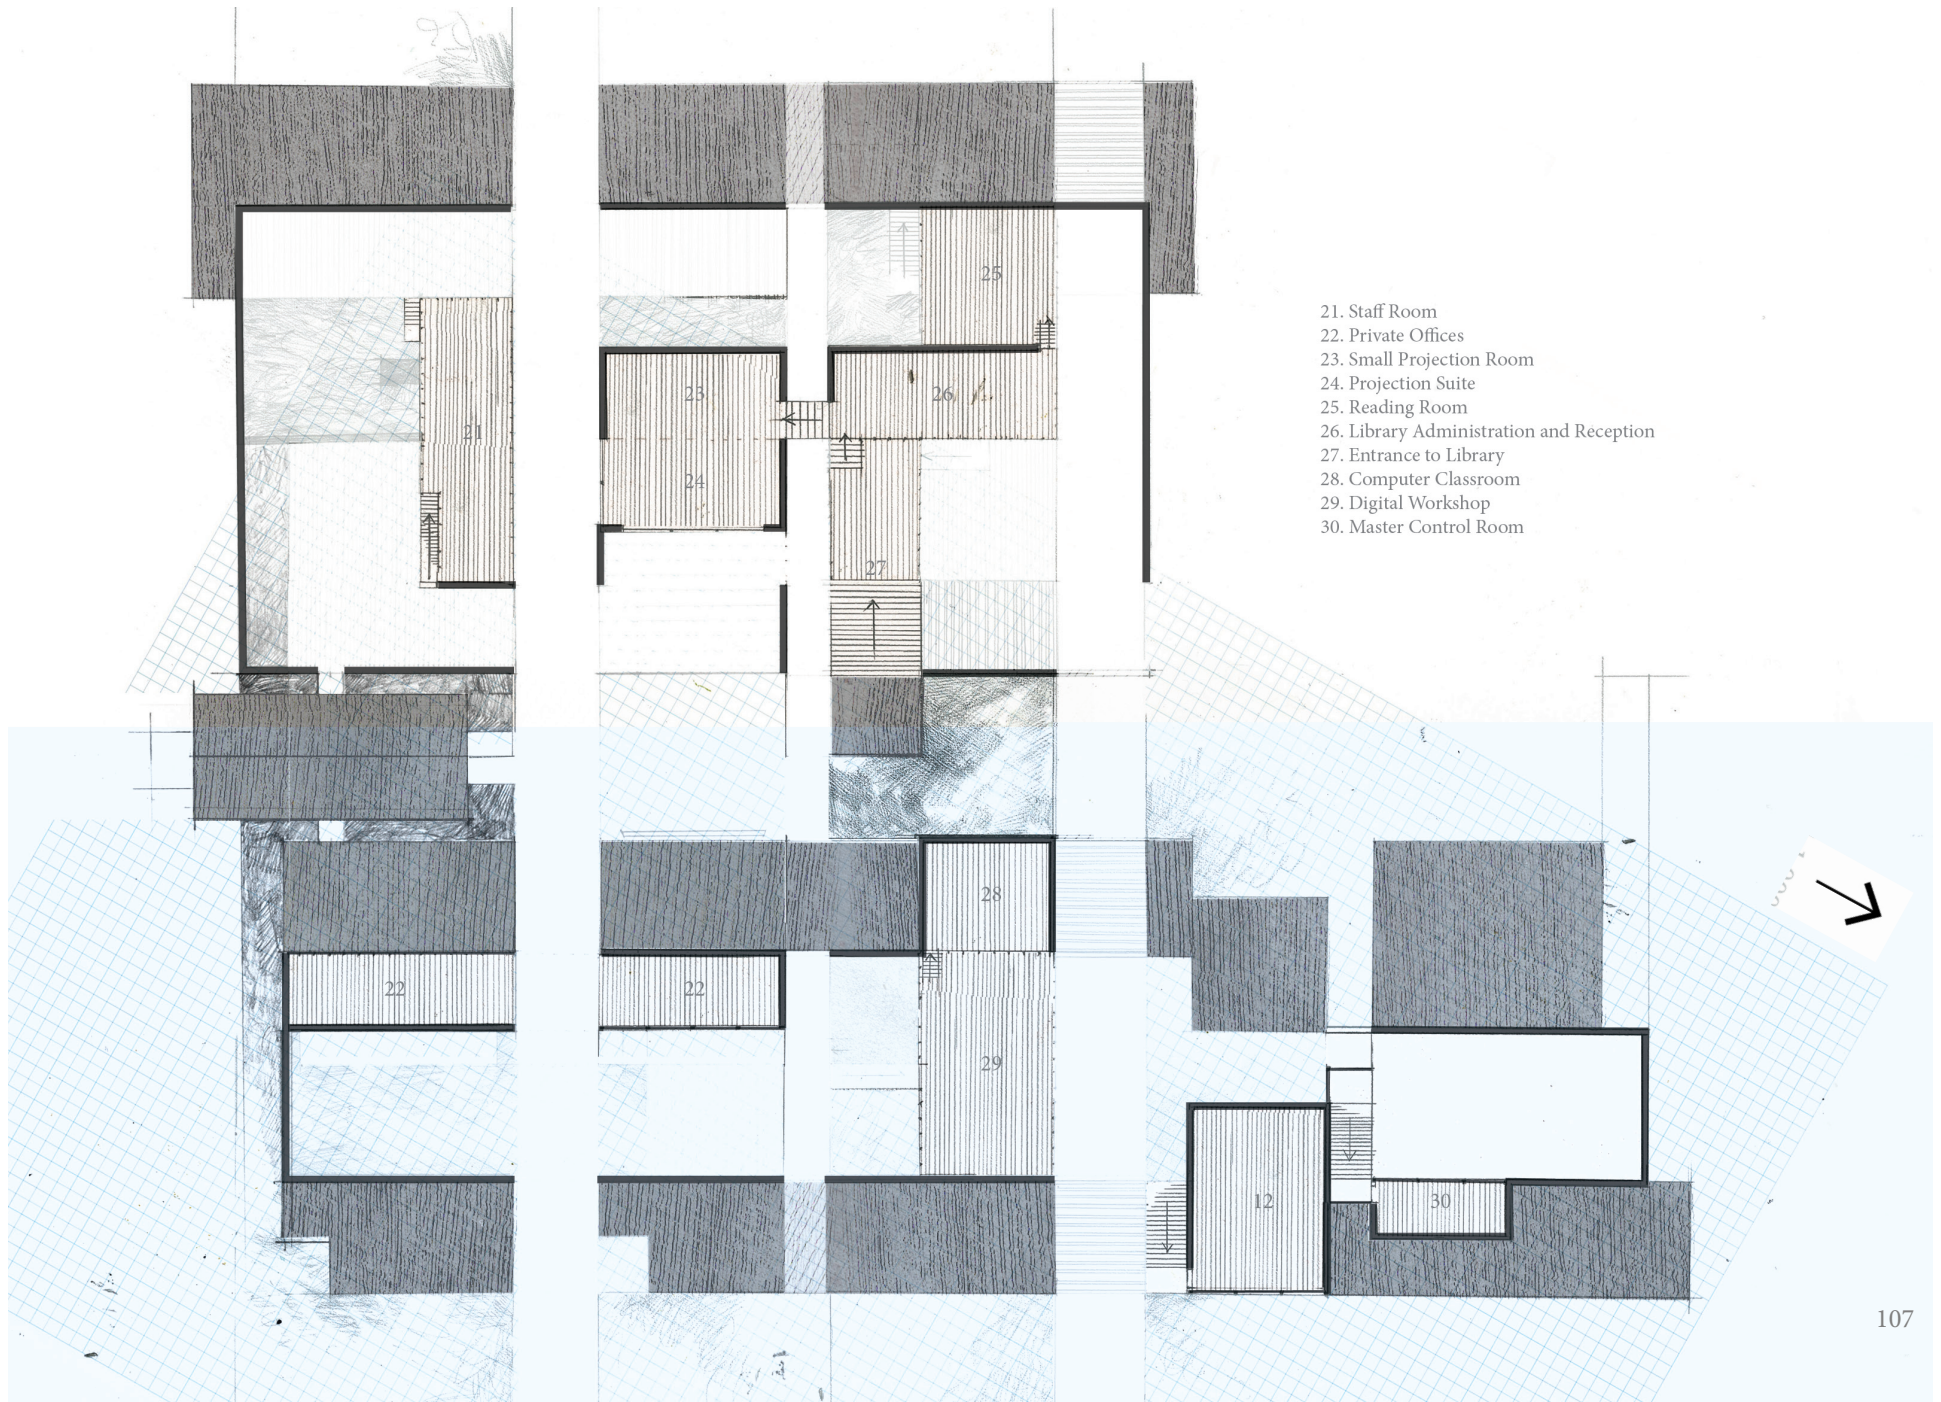 25
21. Staff Room
22. Private Offices
23. Small Projection Room
24. Projection Suite
25. Reading Room
26. Library Administration and Reception
27. Entrance to Library
28. Computer Classroom
29. Digital Workshop
30. Master Control Room
23
26
21
24
27
28
22
22
29
12
30
107